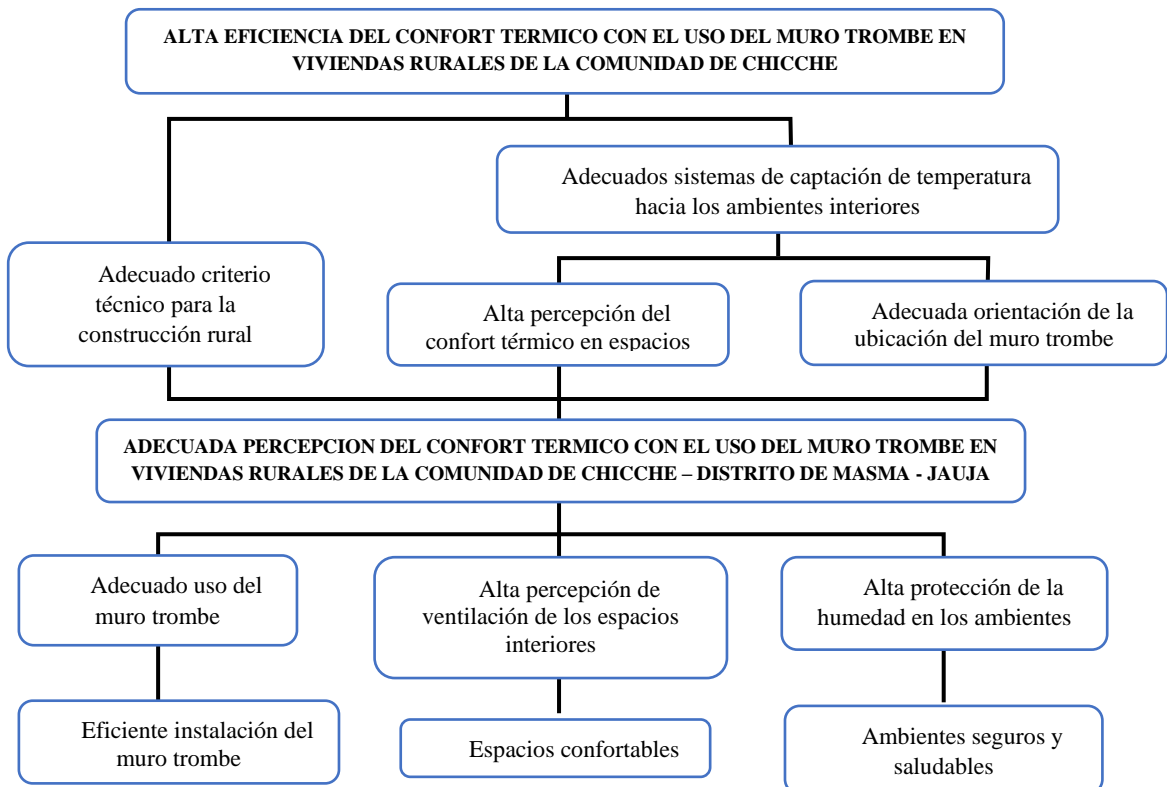 ALTA EFICIENCIA DEL CONFORT TERMICO CON EL USO DEL MURO TROMBE EN
VIVIENDAS RURALES DE LA COMUNIDAD DE CHICCHE
Adecuados sistemas de captación de temperatura
hacia los ambientes interiores
Adecuado criterio
técnico para la
construcción rural
Alta percepción del
confort térmico en espacios
Adecuada orientación de la
ubicación del muro trombe
ADECUADA PERCEPCION DEL CONFORT TERMICO CON EL USO DEL MURO TROMBE EN
VIVIENDAS RURALES DE LA COMUNIDAD DE CHICCHE – DISTRITO DE MASMA - JAUJA
Adecuado uso del
muro trombe
Alta percepción de
ventilación de los espacios
interiores
Alta protección de la
humedad en los ambientes
Eficiente instalación del
muro trombe
Espacios confortables
Ambientes seguros y
saludables